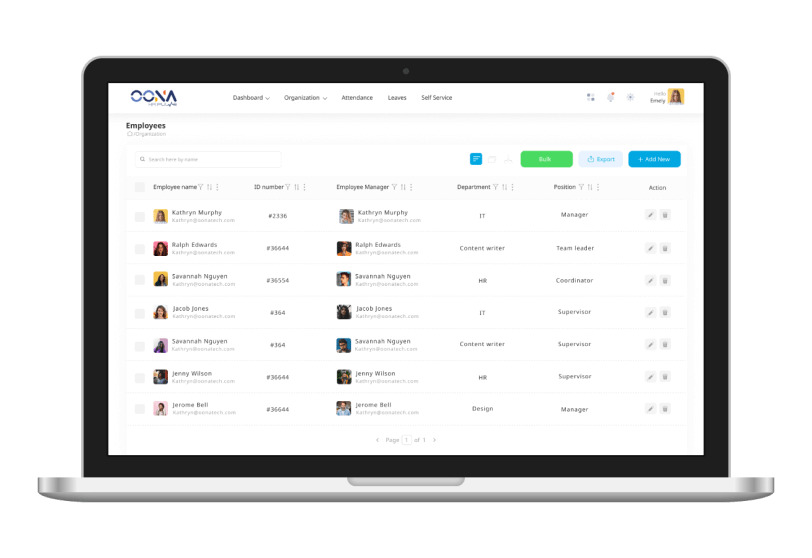 OONA
HR PULSE
Dashboard
Organization
Attendance
Leaves
Self Service
Hello
Emely
Employees
/Organization
Search here by name
Bulk
Export
+ Add New
Employee name
ID number
Employee Manager
Department
Position
Action
Kathryn Murphy
Kathryn@oonatech.com
#2336
Kathryn Murphy
Kathryn@oonatech.com
IT
Manager
Ralph Edwards
Kathryn@oonatech.com
#36644
Ralph Edwards
Kathryn@oonatech.com
Content writer
Team leader
Savannah Nguyen
Kathryn@oonatech.com
#36554
Savannah Nguyen
Kathryn@oonatech.com
HR
Coordinator
Jacob Jones
Kathryn@oonatech.com
#364
Jacob Jones
Kathryn@oonatech.com
IT
Supervisor
Savannah Nguyen
Kathryn@oonatech.com
#364
Savannah Nguyen
Kathryn@oonatech.com
Content writer
Supervisor
Jenny Wilson
Kathryn@oonatech.com
#36644
Jenny Wilson
Kathryn@oonatech.com
HR
Supervisor
Jerome Bell
Kathryn@oonatech.com
#36644
Jerome Bell
Kathryn@oonatech.com
Design
Manager
Page 1 of 1